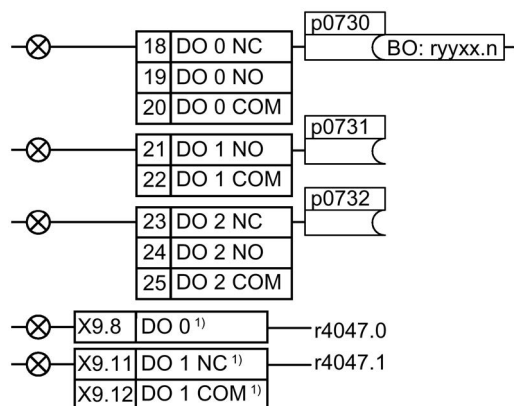 p0730
18 DO 0 NC BO: ryyxx.n
19 DO 0 NO
20 DO 0 COM
p0731
21 DO 1 NO
22 DO 1 COM
p0732
23 DO 2 NC
24 DO 2 NO
25 DO 2 COM
X9.8 DO 0 1) r4047.0
X9.11 DO 1 NC 1) r4047.1
X9.12 DO 1 COM 1)